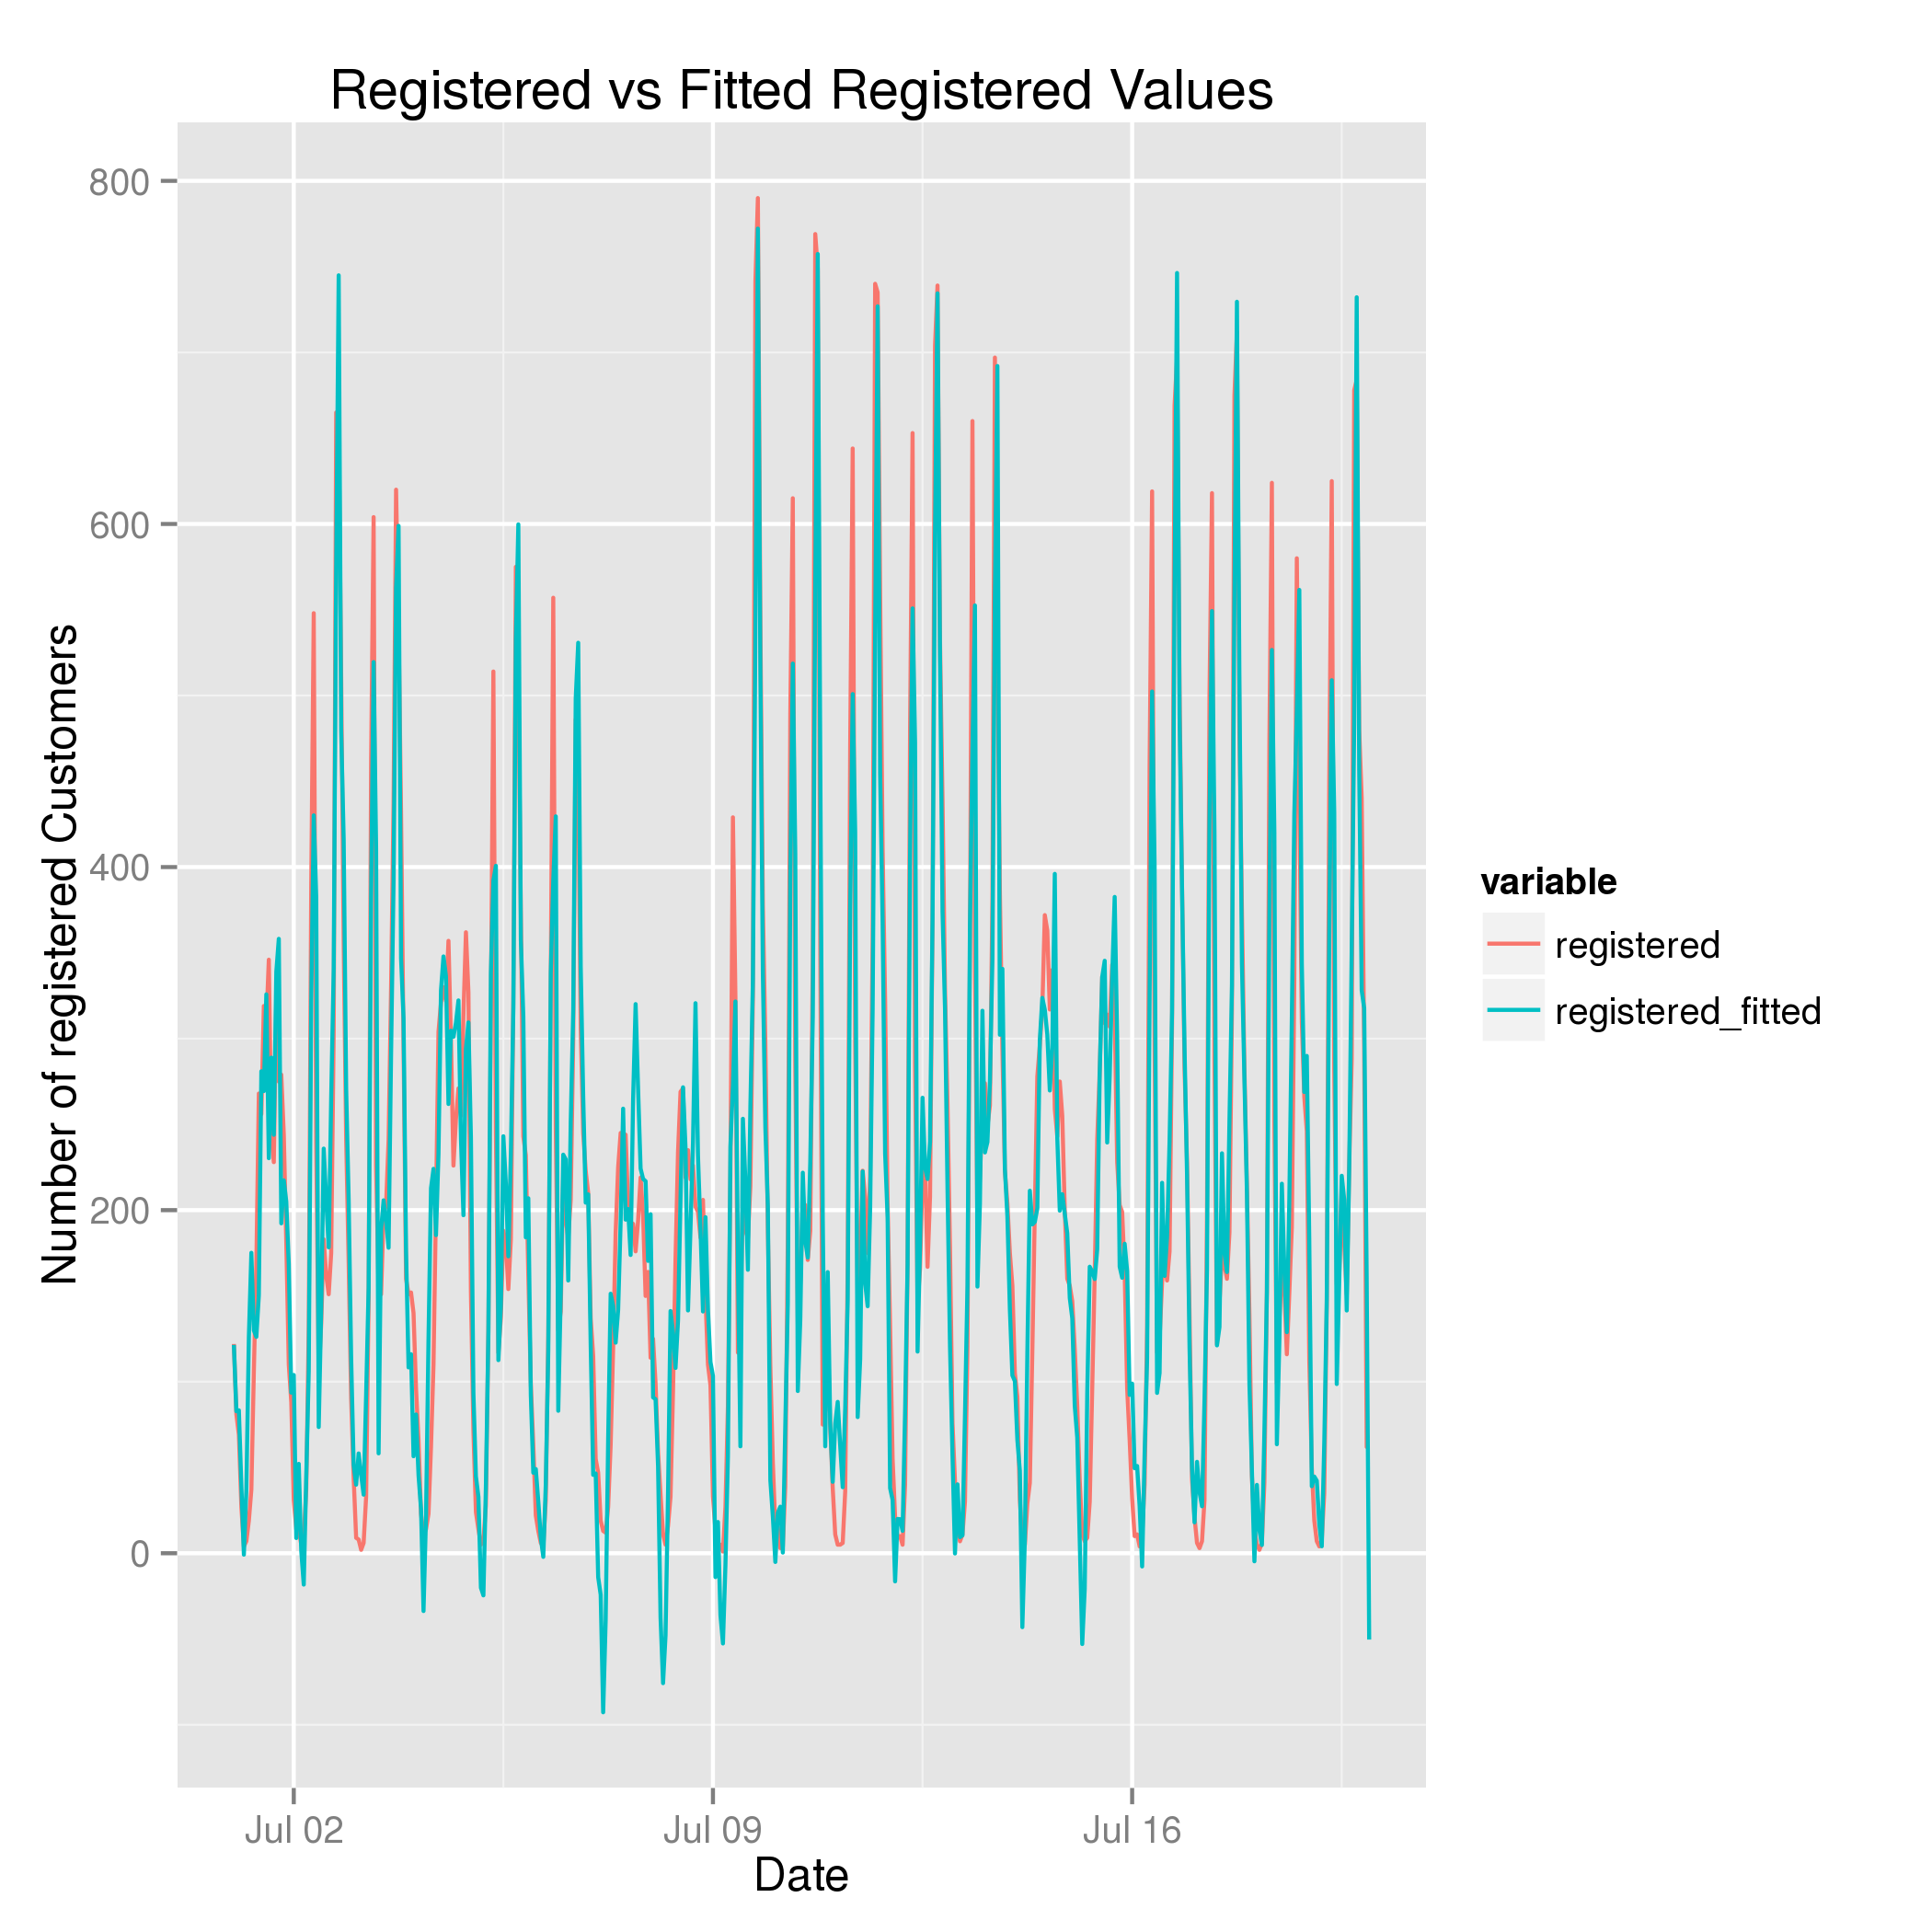 Registered vs Fitted Registered Values
800
600
400
200
0
Number of registered Customers
Jul 02
Jul 09
Jul 16
Date
variable
registered
registered_fitted